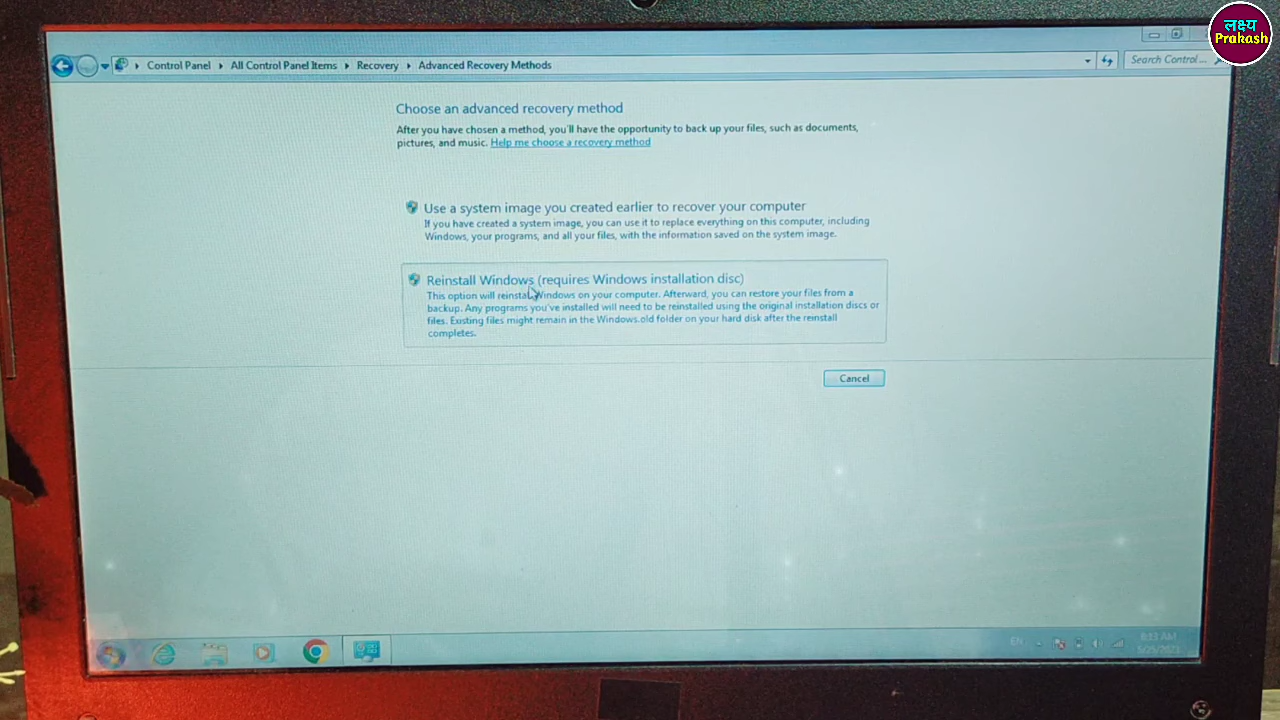 लक्ष्य
Prakash
Control Panel
All Control Panel Items
Recovery
Advanced Recovery Methods
Search Control...
Choose an advanced recovery method
After you have chosen a method, you'll have the opportunity to back up your files, such as documents,
pictures, and music. Help me choose a recovery method
Use a system image you created earlier to recover your computer
If you have created a system image, you can use it to replace everything on this computer, including
Windows, your programs, and all your files, with the information saved on the system image.
Reinstall Windows (requires Windows installation disc)
This option will reinstall Windows on your computer. Afterward, you can restore your files from a
backup. Any programs you've installed will need to be reinstalled using the original installation discs or
files. Existing files might remain in the Windows.old folder on your hard disk after the reinstall
completes.
Cancel
EN